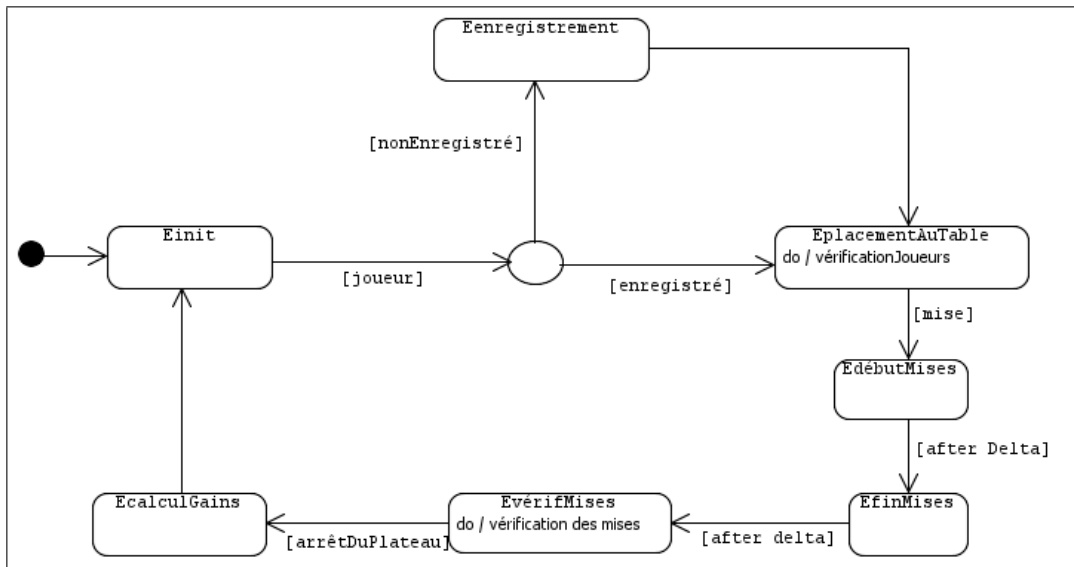 Eenregistrement
[nonEnregistré]
Einit
EplacementAuTable
do / vérificationJoueurs
[joueur]
[enregistré]
[mise]
EdébutMises
[after Delta]
EcalculGains
EvérifMises
EfinMises
do / vérification des mises
[arrêtDuPlateau]
[after delta]